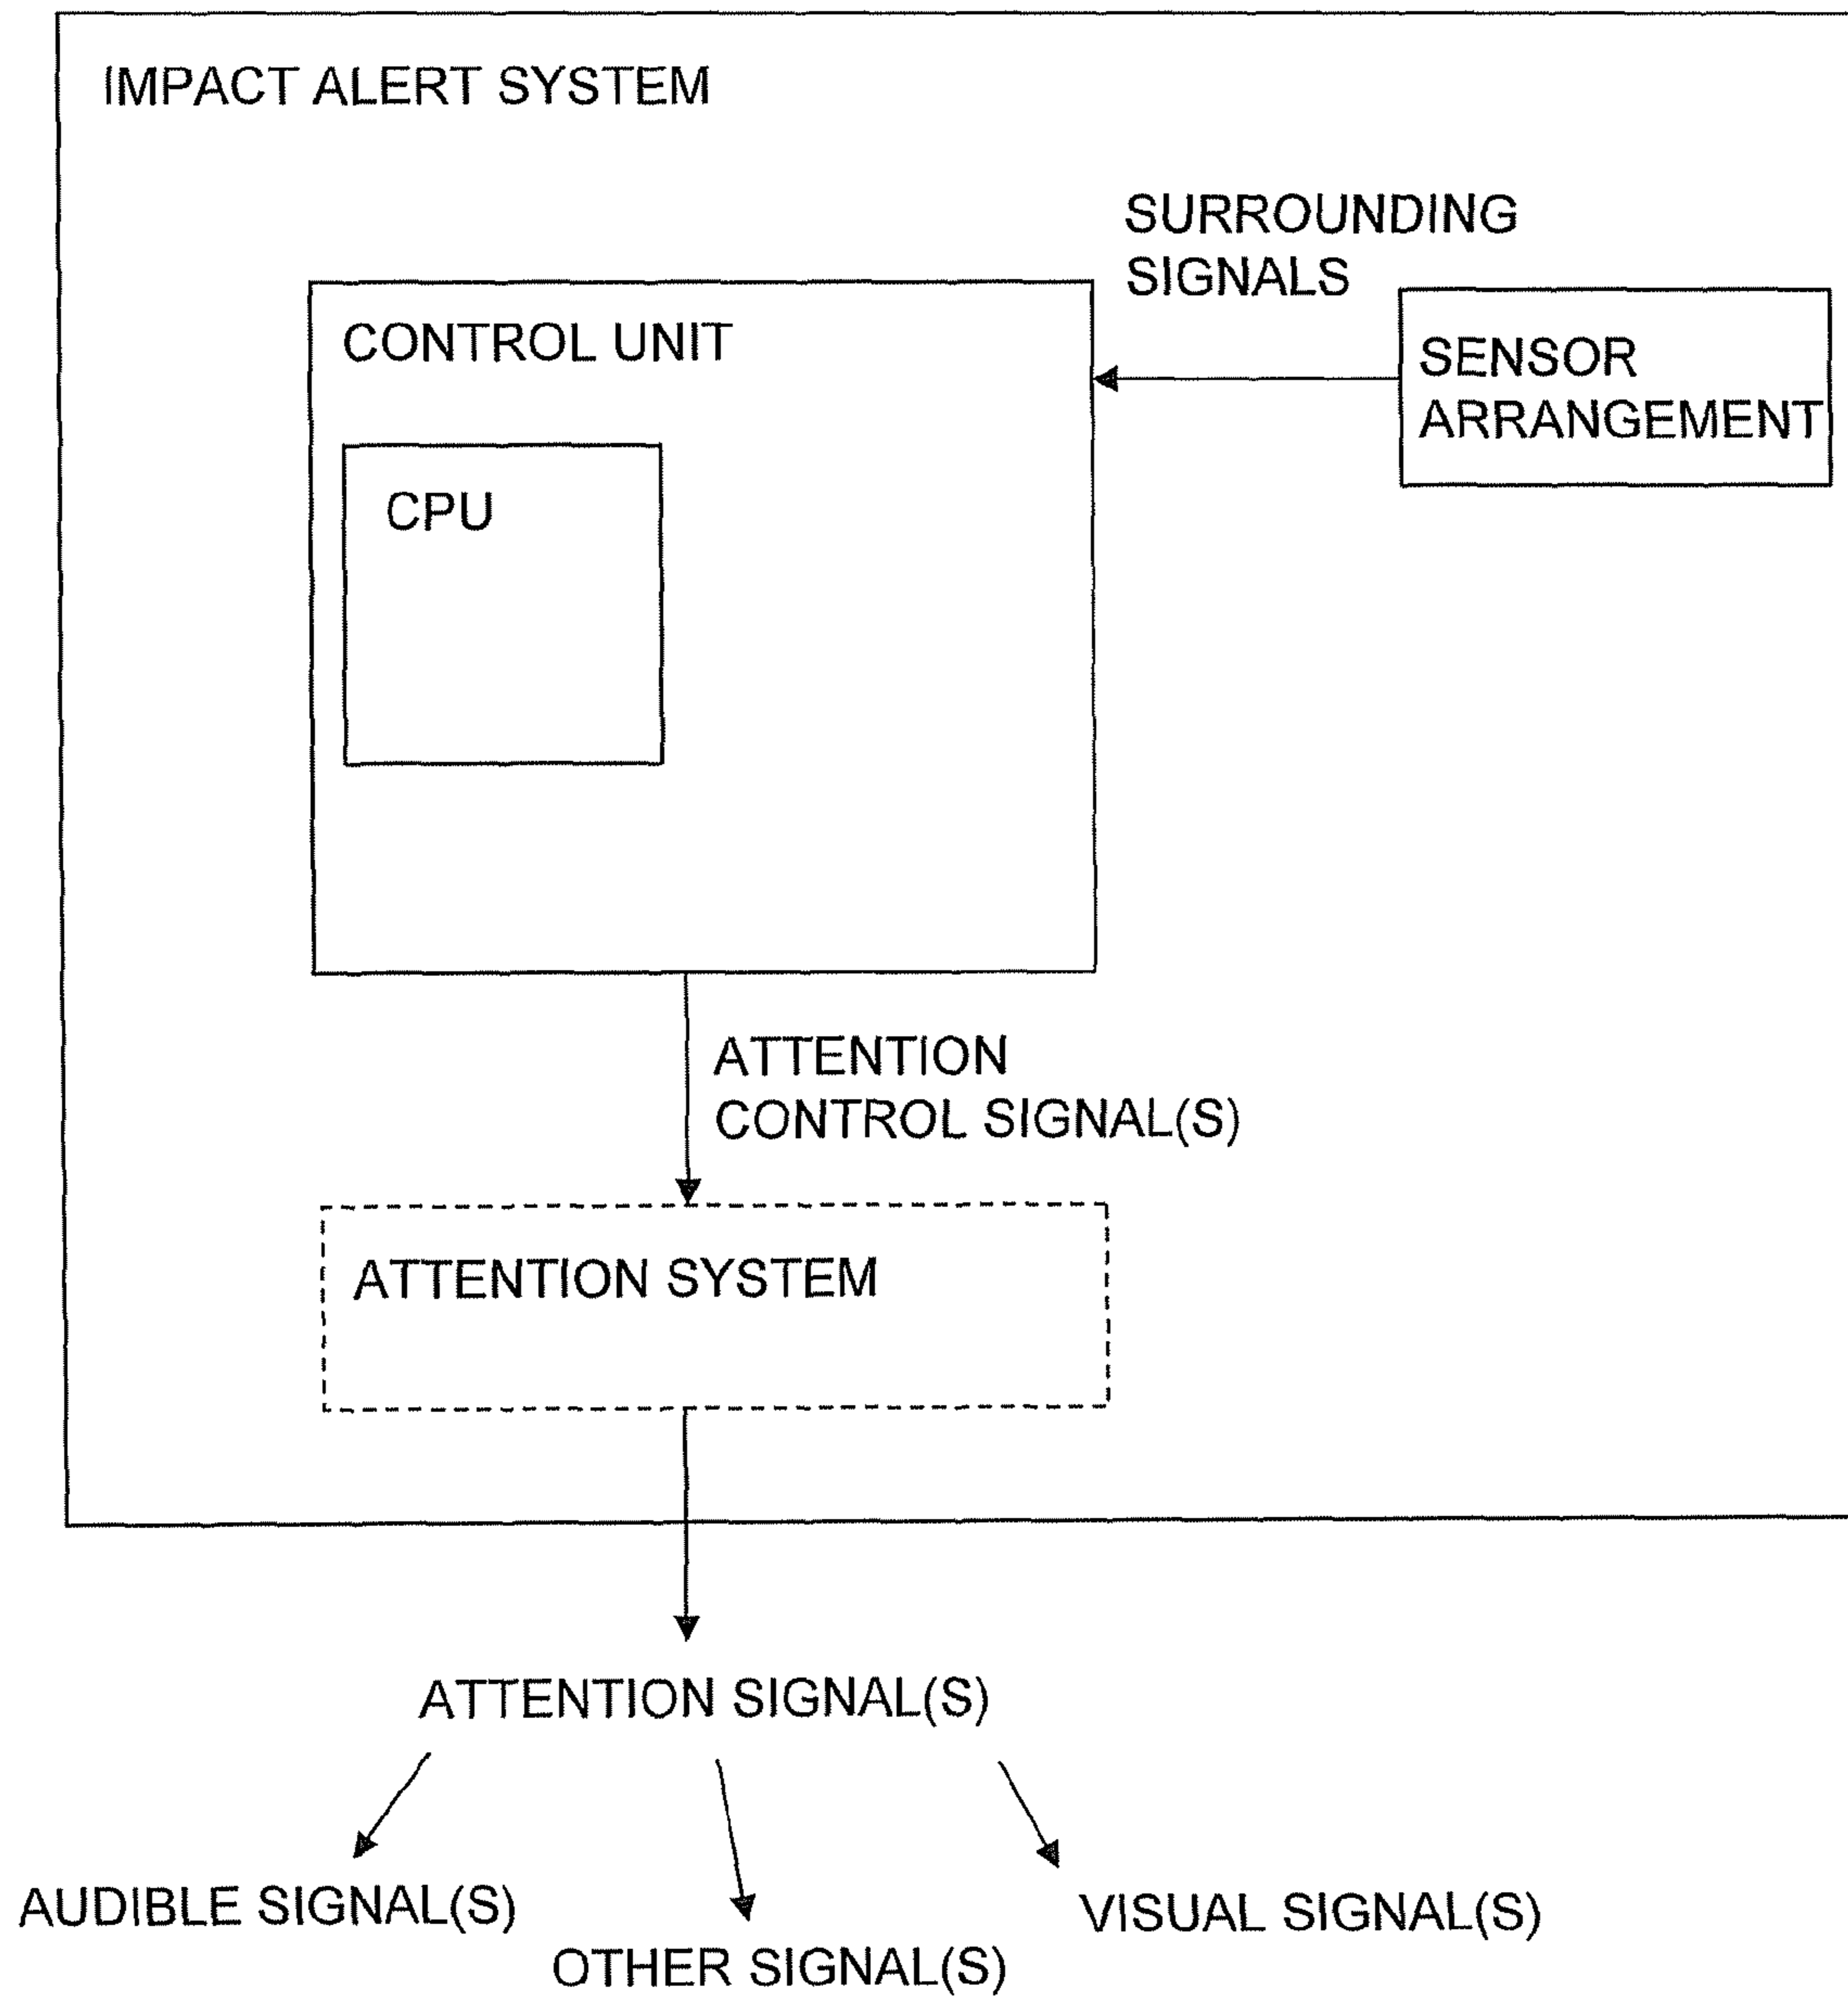 IMPACT ALERT SYSTEM
SURROUNDING
SIGNALS
CONTROL UNIT
SENSOR
ARRANGEMENT
CPU
ATTENTION
CONTROL SIGNAL(S)
ATTENTION SYSTEM
ATTENTION SIGNAL(S)
AUDIBLE SIGNAL(S)
VISUAL SIGNAL(S)
OTHER SIGNAL(S)